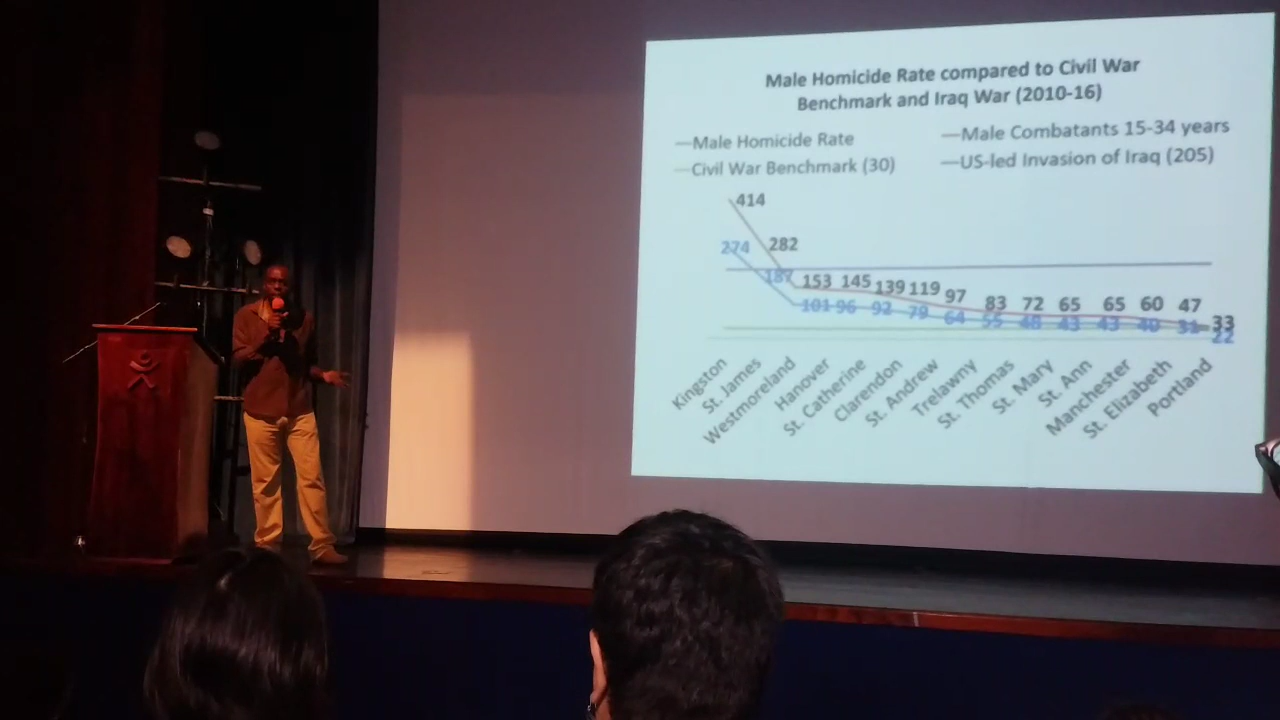 Male Homicide Rate compared to Civil War
Benchmark and Iraq War (2010-16)
Male Homicide Rate
Male Combatants 15-34 years
Civil War Benchmark (30)
US-led Invasion of Iraq (205)
414
282
153 145 139 119 97 83 72 65 65 60 47 33
274
187
101 96 92 79 64 55 48 43 43 40 31 22
Kingston
St. James
Westmoreland
Hanover
St. Catherine
Clarendon
St. Andrew
Trelawny
St. Thomas
St. Mary
St. Ann
Manchester
St. Elizabeth
Portland